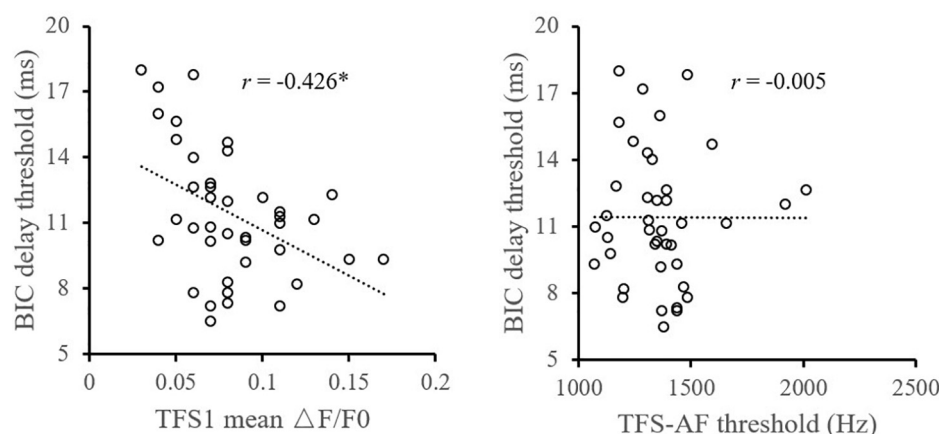 20
17
14
11
8
5
BIC delay threshold (ms)
r = -0.426*
0 0.05 0.1 0.15 0.2
TFS1 mean △F/F0
20
17
14
11
8
5
BIC delay threshold (ms)
r = -0.005
1000 1500 2000 2500
TFS-AF threshold (Hz)